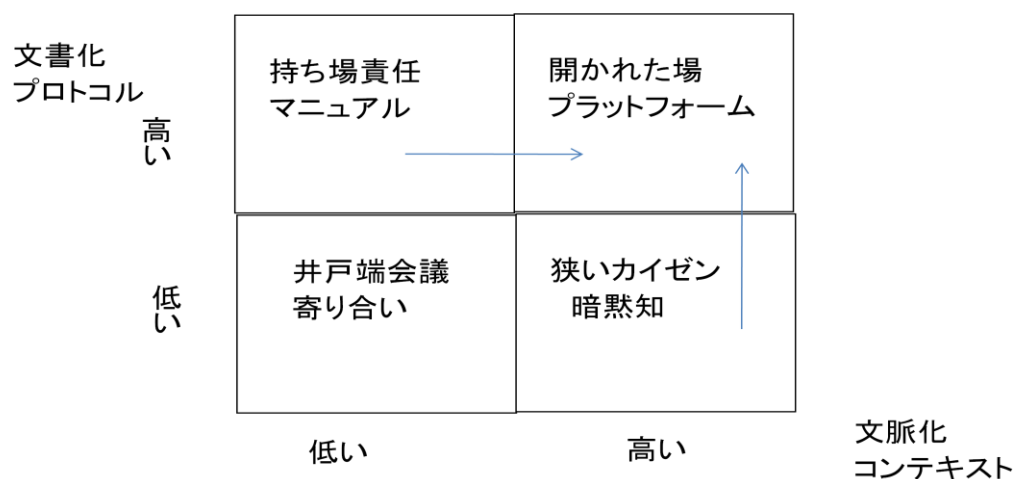 文書化
プロトコル
高い
持ち場責任
マニュアル
開かれた場
プラットフォーム
低い
井戸端会議
寄り合い
狭いカイゼン
暗黙知
低い
高い
文脈化
コンテキスト